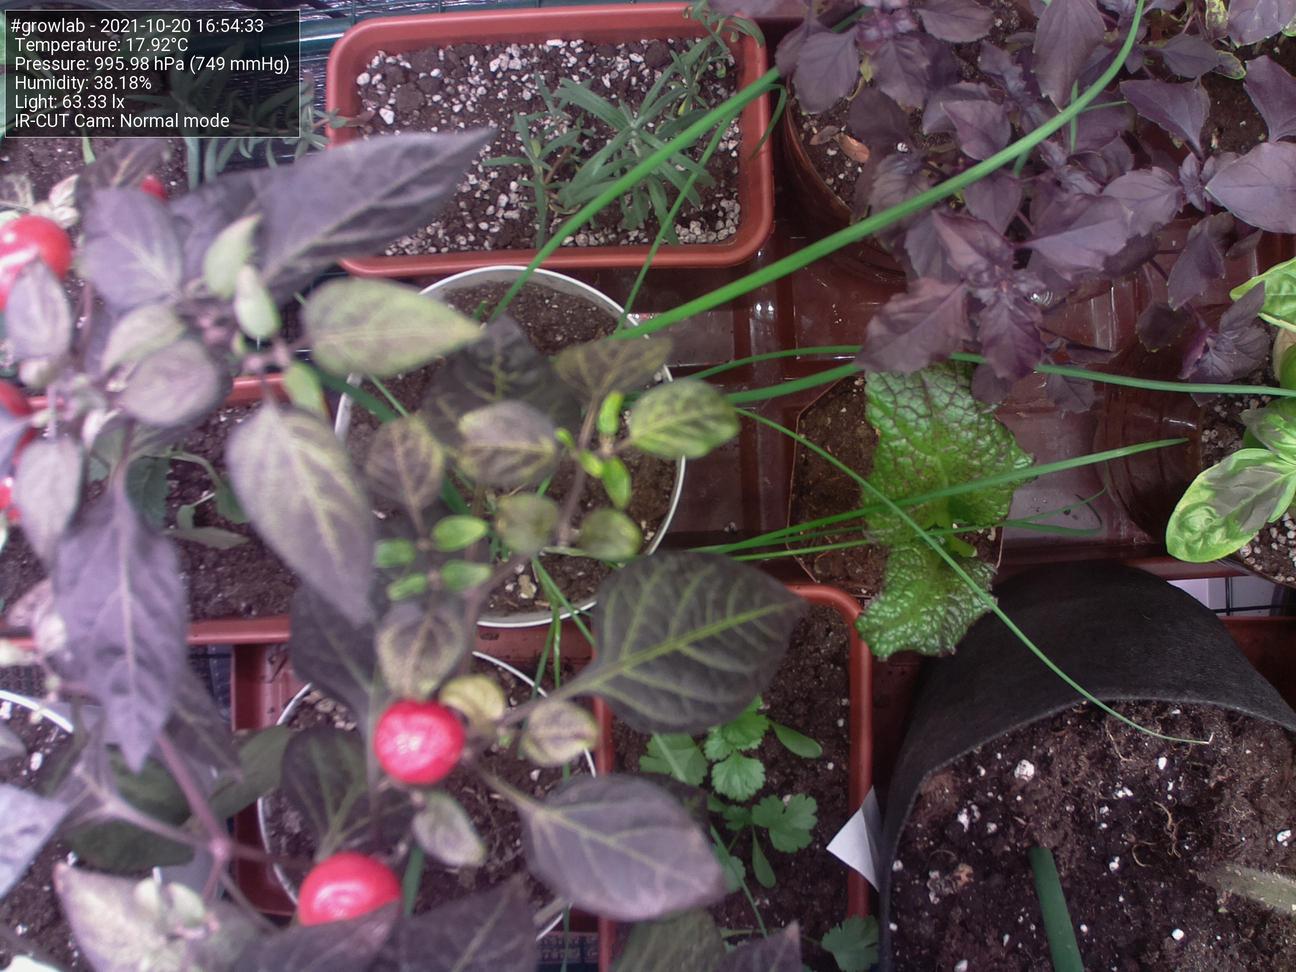 #growlab - 2021-10-20 16:54:33
Temperature: 17.92°C
Pressure: 995.98 hPa (749 mmHg)
Humidity: 38.18%
Light: 63.33 lx
IR-CUT Cam: Normal mode